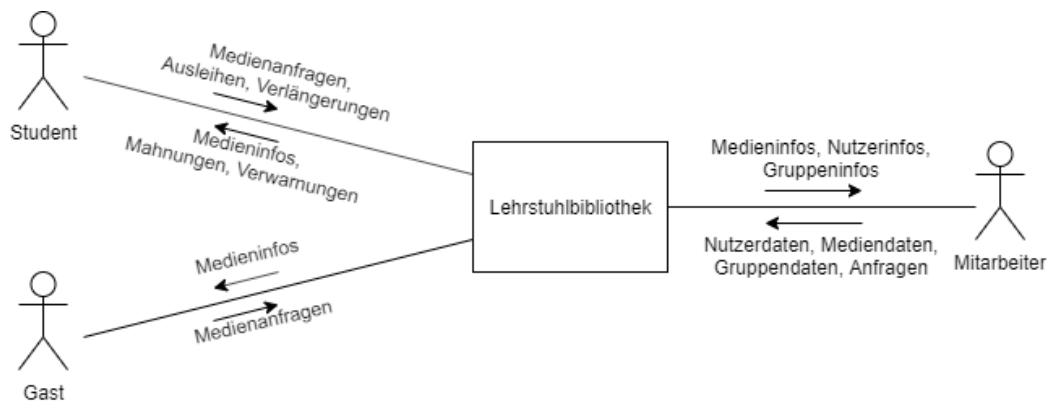 Medienanfragen,
Ausleihen, Verlängerungen
Student
Medieninfos,
Mahnungen, Verwarnungen
Lehrstuhlbibliothek
Medieninfos, Nutzerinfos,
Gruppeninfos
Nutzerdaten, Mediendaten,
Gruppendaten, Anfragen
Mitarbeiter
Medieninfos
Medienanfragen
Gast